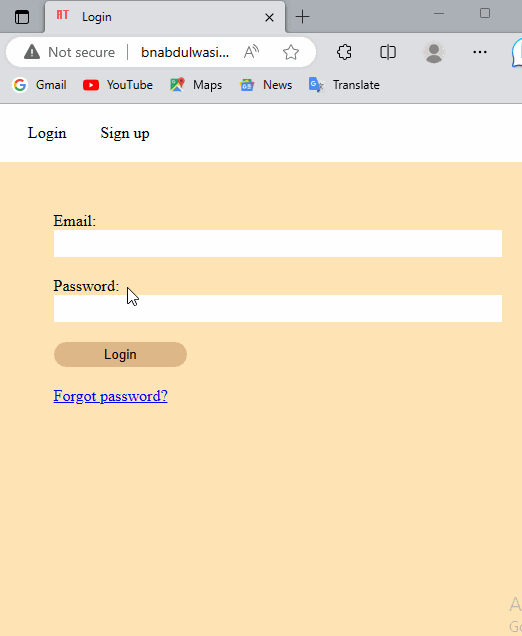 RT Login
Not secure bnabdulwasi...
Gmail YouTube Maps News Translate
Login Sign up
Email:
Password:
Login
Forgot password?